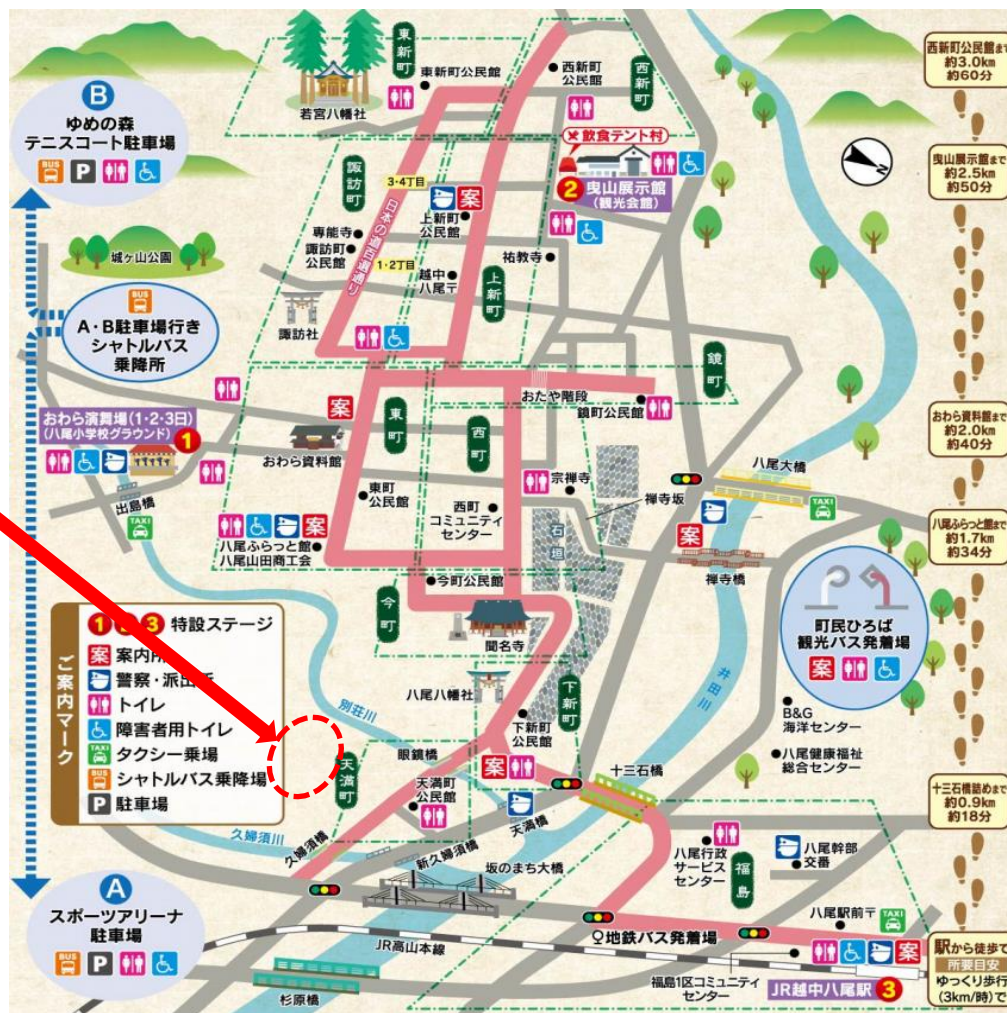 東新町
東新町公民館
若宮八幡社
西新町
公民館
西新町
西新町公民館まで
約3.0km
約60分
B
ゆめの森
テニスコート駐車場
BUS
P
飲食テント村
2
曳山展示館
(観光会館)
N
曳山展示館まで
約2.5km
約50分
諏訪町
3・4丁目
日本の道百選通り
案
上新町
公民館
専能寺
諏訪町
公民館
1・2丁目
越中
八尾〒
祐教寺
上新町
城ヶ山公園
BUS
A・B駐車場行き
シャトルバス
乗降所
諏訪社
鏡町
おたや階段
鏡町公民館
おわら演舞場(1・2・3日)
(八尾小学校グラウンド)
1
案
おわら資料館
東町
西町
おわら資料館まで
約2.0km
約40分
出島橋
TAXI
東町
公民館
西町
コミュニティ
センター
宗禅寺
禅寺坂
石垣
八尾大橋
TAXI
案
禅寺橋
案
八尾ふらっと館
八尾山田商工会
八尾ふらっと館まで
約1.7km
約34分
今町公民館
今町
聞名寺
町民ひろば
観光バス発着場
案
ご案内マーク
1
3
特設ステージ
案
案内所
警察・派出所
トイレ
障害者用トイレ
TAXI
タクシー乗場
BUS
シャトルバス乗降場
P
駐車場
別荘川
八尾八幡社
下新町
下新町
公民館
井田川
B&G
海洋センター
八尾健康福祉
総合センター
天満町
眼鏡橋
天満町
公民館
案
十三石橋
天満橋
十三石橋詰めまで
約0.9km
約18分
久婦須川
久婦須橋
新久婦須橋
坂のまち大橋
八尾行政
サービス
センター
福島
八尾幹部
交番
A
スポーツアリーナ
駐車場
BUS
P
JR高山本線
杉原橋
地鉄バス発着場
八尾駅前〒
TAXI
案
福島1区コミュニティ
センター
JR越中八尾駅
3
駅から徒歩で
所要目安
ゆっくり歩行
(3km/時)で